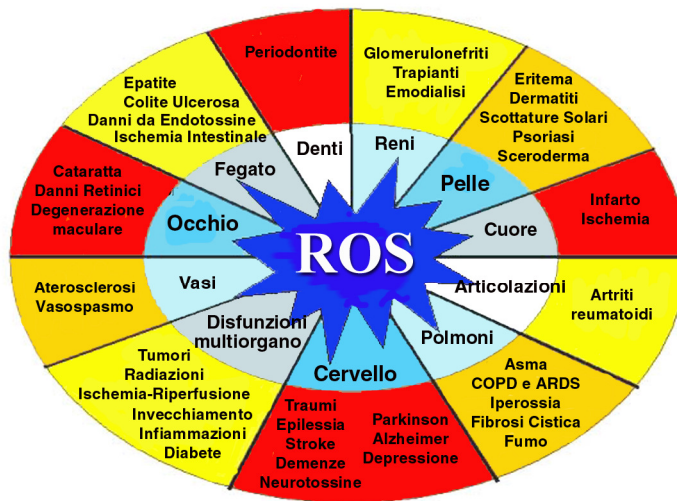 Periodontite
Denti
Glomerulonefriti
Trapianti
Emodialisi
Reni
Eritema
Dermatiti
Scottature Solari
Psoriasi
Sceroderma
Pelle
Infarto
Ischemia
Cuore
Artriti
reumatoidi
Articolazioni
Asma
COPD e ARDS
Iperossia
Fibrosi Cistica
Fumo
Polmoni
Traumi
Epilessia
Stroke
Demenze
Neurotossine
Parkinson
Alzheimer
Depressione
Cervello
Tumori
Radiazioni
Ischemia-Riperfusione
Invecchiamento
Infiammazioni
Diabete
Disfunzioni
multiorgano
Aterosclerosi
Vasospasmo
Vasi
Cataratta
Danni Retinici
Degenerazione
maculare
Occhio
Epatite
Colite Ulcerosa
Danni da Endotossine
Ischemia Intestinale
Fegato
ROS